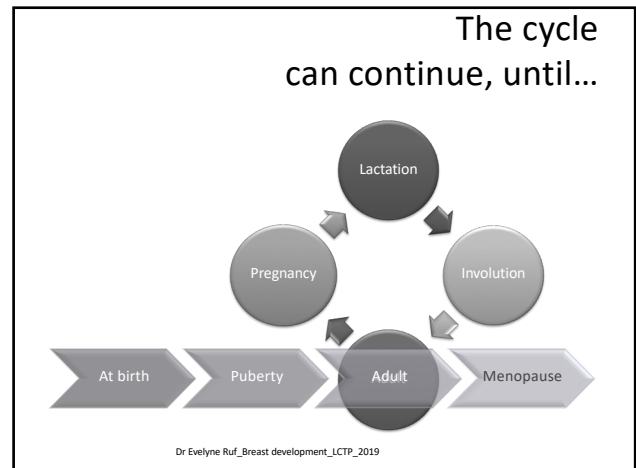 The cycle
can continue, until…
Lactation
Pregnancy
Involution
At birth
Puberty
Adult
Menopause
Dr Evelyne Ruf_Breast development_LCTP_2019